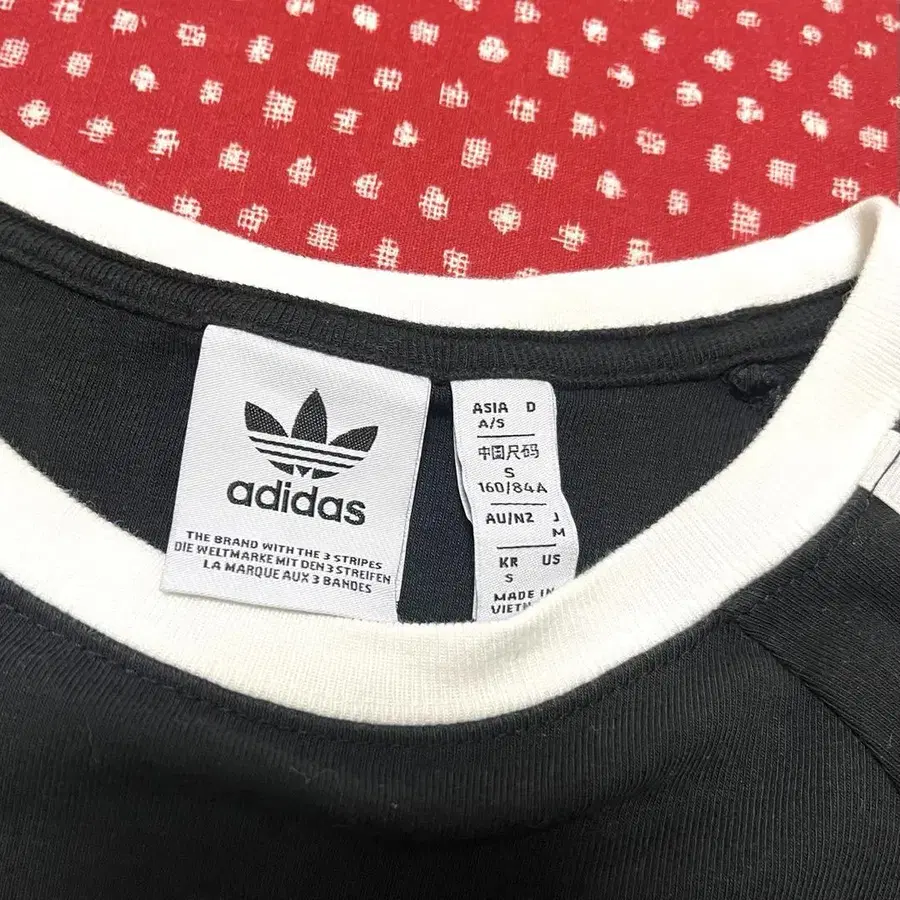 adidas
THE BRAND WITH THE 3 STRIPES
DIE WELTMARKE MIT DEN 3 STREIFEN
LA MARQUE AUX 3 BANDES
ASIA D
A/S
中国尺码
S
160/84A
AU/NZ J
M
KR US
S
MADE IN